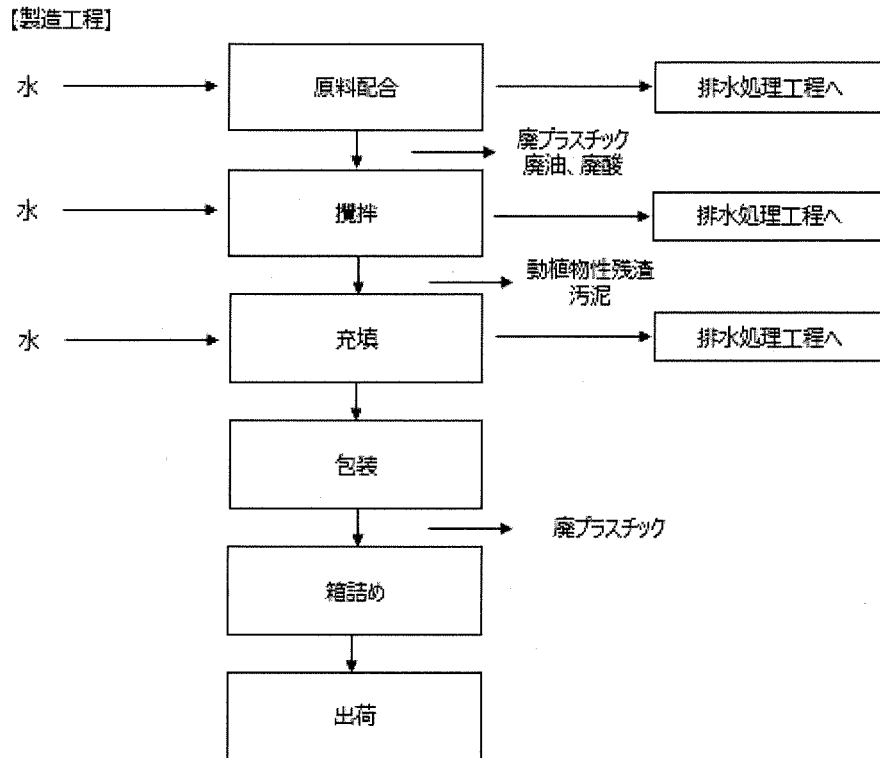 【製造工程】
水
原料配合
排水処理工程へ
廃プラスチック
廃油、廃酸
水
攪拌
排水処理工程へ
動植物性残渣
汚泥
水
充填
排水処理工程へ
包装
廃プラスチック
箱詰め
出荷